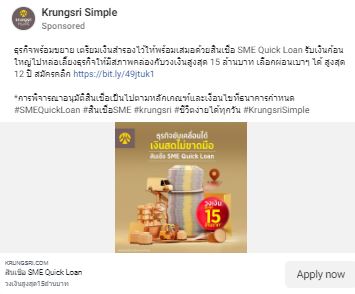 Krungsri Simple
Sponsored
ธุรกิจพร้อมขยาย เตรียมเงินสำรองไว้ให้พร้อมเสมอด้วยสินเชื่อ SME Quick Loan รับเงินก้อน
ใหญ่ไปหล่อเลี้ยงธุรกิจให้มีสภาพคล่องกับวงเงินสูงสุด 15 ล้านบาท เลือกผ่อนเบาๆ ได้ สูงสุด
12 ปี สมัครคลิก https://bit.ly/49jtuk1
*การพิจารณาอนุมัติสินเชื่อเป็นไปตามหลักเกณฑ์และเงื่อนไขที่ธนาคารกำหนด
#SMEQuickLoan #สินเชื่อSME #krungsri #ชีวิตง่ายได้ทุกวัน #KrungsriSimple
ธุรกิจขับเคลื่อนได้
เงินสดไม่ขาดมือ
สินเชื่อ SME Quick Loan
วงเงิน
15
ล้านบาท
KRUNGSRI.COM
สินเชื่อ SME Quick Loan
วงเงินสูงสุด15ล้านบาท
Apply now